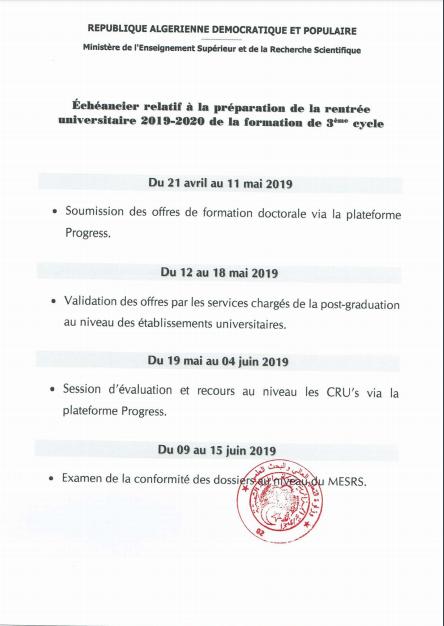 REPUBLIQUE ALGERIENNE DEMOCRATIQUE ET POPULAIRE
Ministère de l'Enseignement Supérieur et de la Recherche Scientifique
Échéancier relatif à la préparation de la rentrée
universitaire 2019-2020 de la formation de 3ème cycle
Du 21 avril au 11 mai 2019
• Soumission des offres de formation doctorale via la plateforme
Progress.
Du 12 au 18 mai 2019
• Validation des offres par les services chargés de la post-graduation
au niveau des établissements universitaires.
Du 19 mai au 04 juin 2019
• Session d'évaluation et recours au niveau les CRU's via la
plateforme Progress.
Du 09 au 15 juin 2019
• Examen de la conformité des dossiers au niveau du MESRS.
02